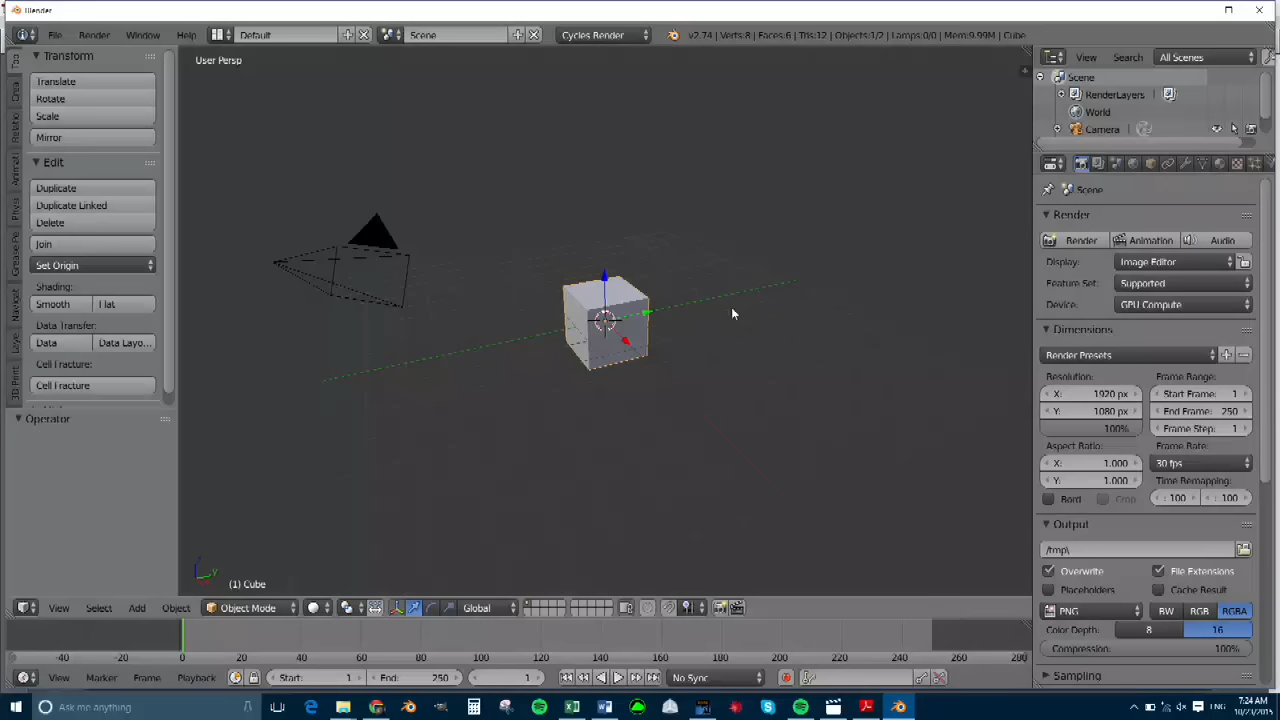 Blender
File Render Window Help Default Scene Cycles Render v2.74 | Verts:8 | Faces:6 | Tris:12 | Objects:1/2 | Lamps:0/0 | Mem:9.99M | Cube
Transform
Translate
Rotate
Scale
Mirror
Edit
Duplicate
Duplicate Linked
Delete
Join
Set Origin
Shading:
Smooth Flat
Data Transfer:
Data Data Layo...
Cell Fracture:
Cell Fracture
Operator
User Persp
(1) Cube
View Select Add Object Object Mode Global
-40 -20 0 20 40 60 80 100 120 140 160 180 200 220 240 260 280
View Marker Frame Playback Start: 1 End: 250 1 No Sync
View Search All Scenes
Scene
RenderLayers
World
Camera
Scene
Render
Render Animation Audio
Display: Image Editor
Feature Set: Supported
Device: GPU Compute
Dimensions
Render Presets
Resolution: Frame Range:
X: 1920 px Start Frame: 1
Y: 1080 px End Frame: 250
100% Frame Step: 1
Aspect Ratio: Frame Rate:
X: 1.000 30 fps
Y: 1.000 Time Remapping:
Bord Crop : 100 : 100
Output
/tmp\
Overwrite File Extensions
Placeholders Cache Result
PNG BW RGB RGBA
Color Depth: 8 16
Compression: 100%
Sampling
Ask me anything
ENG
7:24 AM
10/23/2015